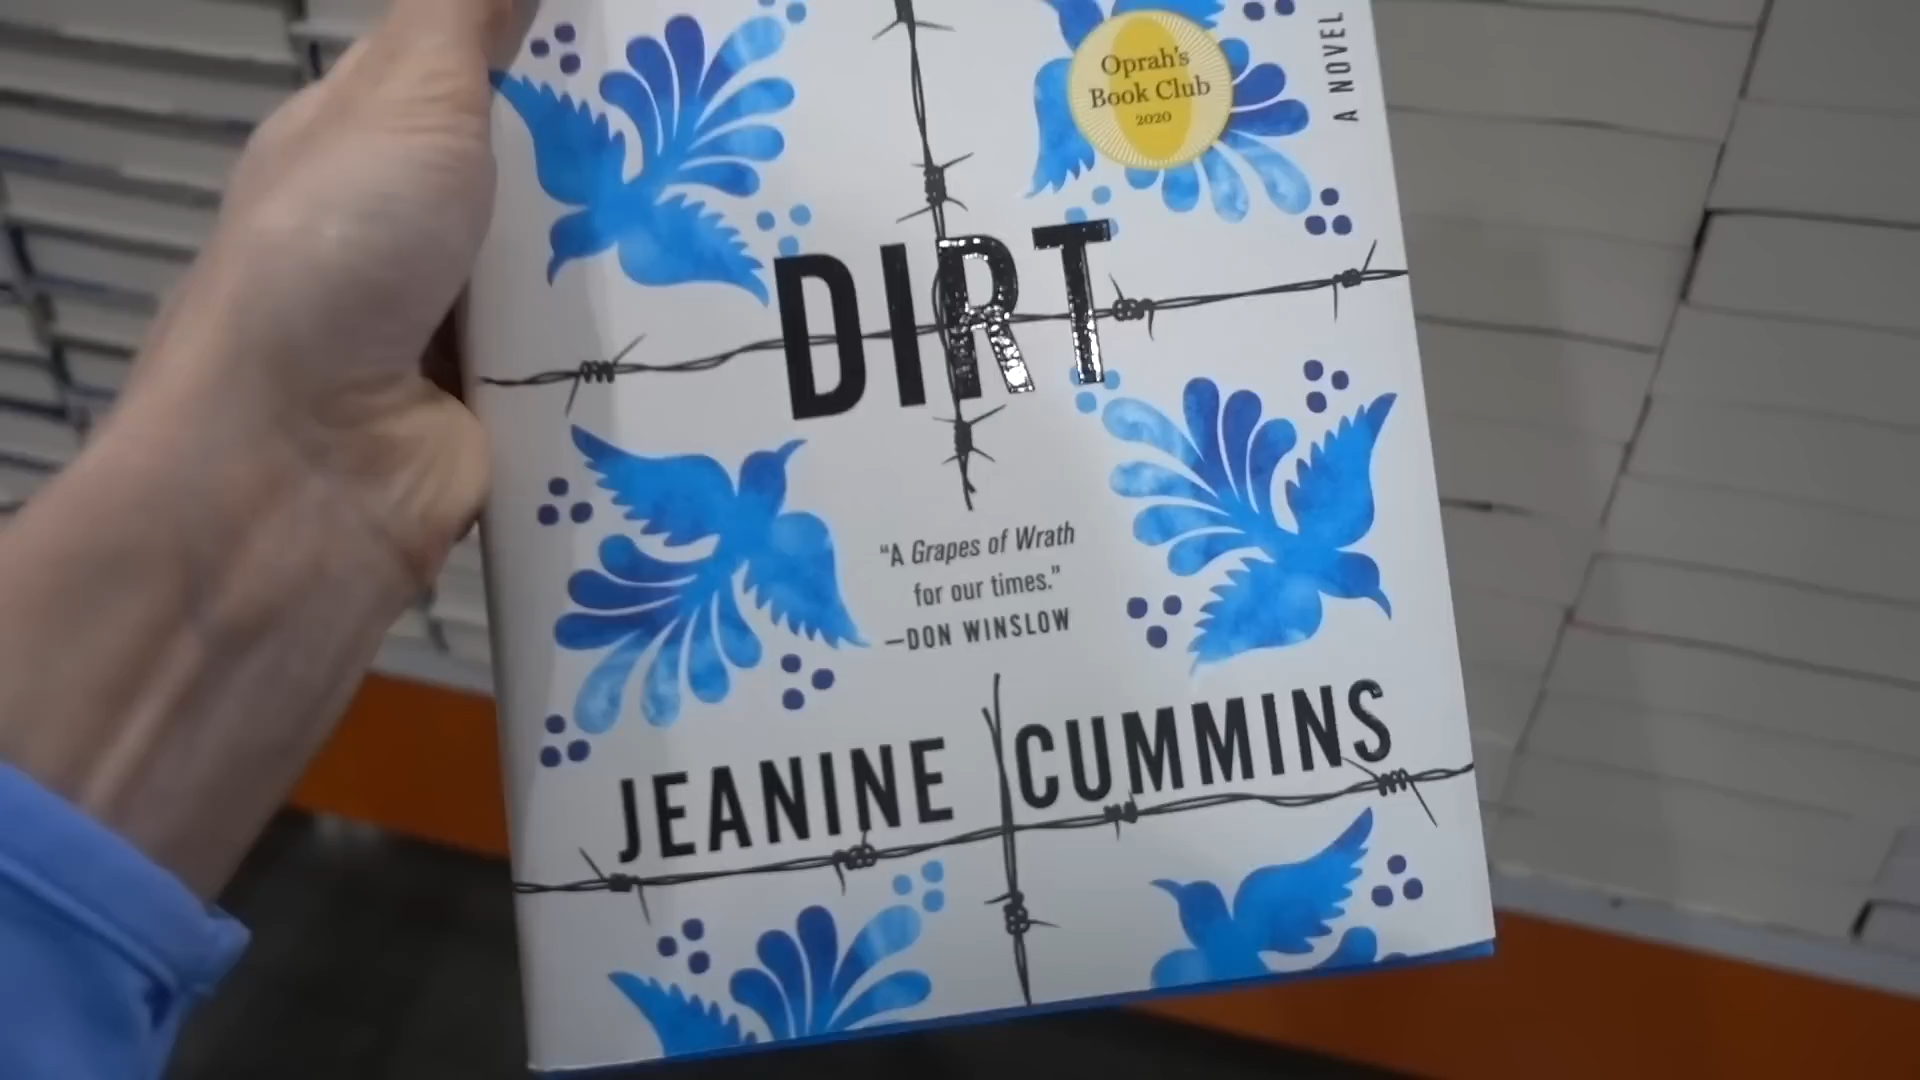 Oprah's
Book Club
2020
A NOVEL
DIRT
“A Grapes of Wrath
for our times.”
—DON WINSLOW
JEANINE CUMMINS